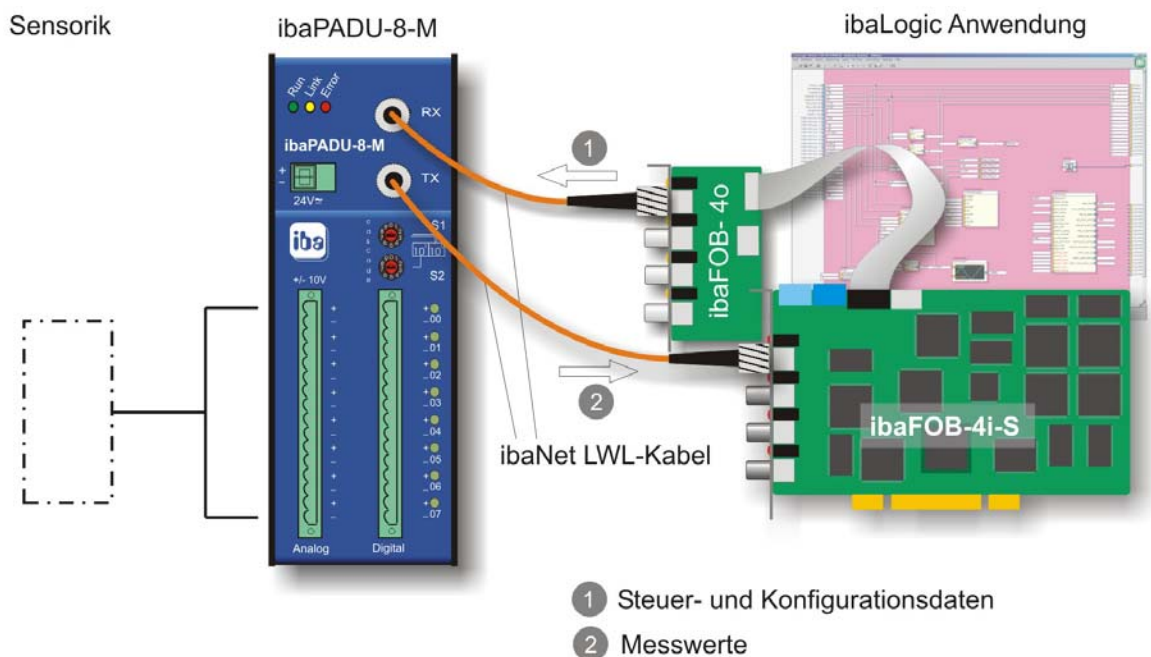 Sensorik
ibaPADU-8-M
ibaLogic Anwendung
Run
Link
Error
RX
ibaPADU-8-M
TX
+
–
24V
iba
S1
S2
+/- 10V
+
–
+
–
+
–
+
–
+
–
+
–
+
–
+
–
+
–00
+
–01
+
–02
+
–03
+
–04
+
–05
+
–06
+
–07
Analog
Digital
1
2
ibaNet LWL-Kabel
ibaFOB- 4o
ibaFOB-4i-S
1 Steuer- und Konfigurationsdaten
2 Messwerte